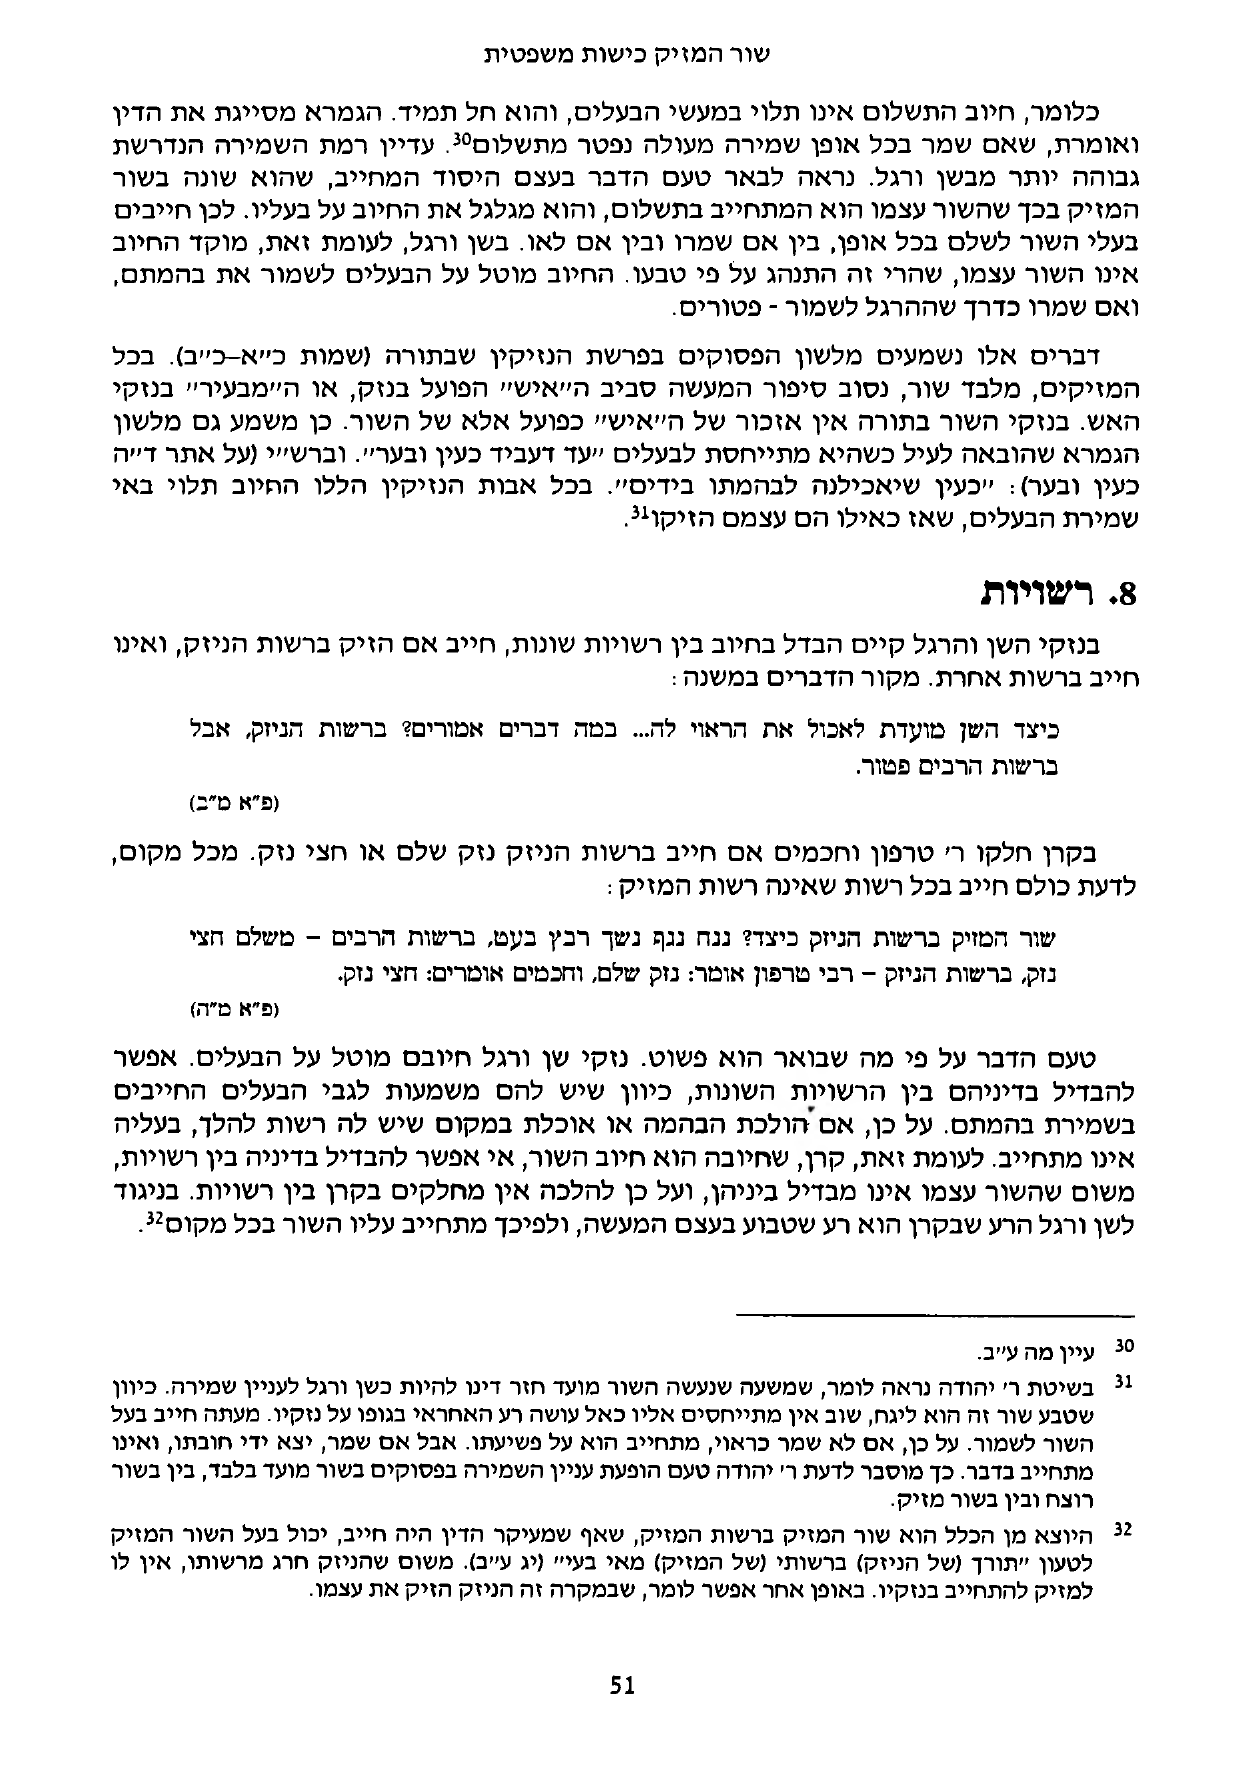 שור המזיק כישות משפטית
כלומר, חיוב התשלום אינו תלוי במעשי הבעלים, והוא חל תמיד. הגמרא מסייגת את הדין
ואומרת, שאם שמר בכל אופן שמירה מעולה נפטר מתשלום30. עדיין רמת השמירה הנדרשת
גבוהה יותר מבשן ורגל. נראה לבאר טעם הדבר בעצם היסוד המחייב, שהוא שונה בשור
המזיק בכך שהשור עצמו הוא המתחייב בתשלום, והוא מגלגל את החיוב על בעליו. לכן חייבים
בעלי השור לשלם בכל אופן, בין אם שמרו ובין אם לאו. בשן ורגל, לעומת זאת, מוקד החיוב
אינו השור עצמו, שהרי זה התנהג על פי טבעו. החיוב מוטל על הבעלים לשמור את בהמתם,
ואם שמרו כדרך שההרגל לשמור - פטורים.
דברים אלו נשמעים מלשון הפסוקים בפרשת הנזיקין שבתורה (שמות כ"א–כ"ב). בכל
המזיקים, מלבד שור, נסוב סיפור המעשה סביב ה"איש" הפועל בנזק, או ה"מבעיר" בנזקי
האש. בנזקי השור בתורה אין אזכור של ה"איש" כפועל אלא של השור. כן משמע גם מלשון
הגמרא שהובאה לעיל כשהיא מתייחסת לבעלים "עד דעביד כעין ובער". וברש"י (על אתר ד"ה
כעין ובער): "כעין שיאכילנה לבהמתו בידים". בכל אבות הנזיקין הללו החיוב תלוי באי
שמירת הבעלים, שאז כאילו הם עצמם הזיקו31.
8. רשויות
בנזקי השן והרגל קיים הבדל בחיוב בין רשויות שונות, חייב אם הזיק ברשות הניזק, ואינו
חייב ברשות אחרת. מקור הדברים במשנה:
כיצד השן מועדת לאכול את הראוי לה... במה דברים אמורים? ברשות הניזק, אבל
ברשות הרבים פטור.
(פ"א מ"ב)
בקרן חלקו ר' טרפון וחכמים אם חייב ברשות הניזק נזק שלם או חצי נזק. מכל מקום,
לדעת כולם חייב בכל רשות שאינה רשות המזיק:
שור המזיק ברשות הניזק כיצד? נגח נגף נשך רבץ בעט, ברשות הרבים – משלם חצי
נזק, ברשות הניזק – רבי טרפון אומר: נזק שלם, וחכמים אומרים: חצי נזק.
(פ"א מ"ה)
טעם הדבר על פי מה שבואר הוא פשוט. נזקי שן ורגל חיובם מוטל על הבעלים. אפשר
להבדיל בדיניהם בין הרשויות השונות, כיוון שיש להם משמעות לגבי הבעלים החייבים
בשמירת בהמתם. על כן, אם הולכת הבהמה או אוכלת במקום שיש לה רשות להלך, בעליה
אינו מתחייב. לעומת זאת, קרן, שחיובה הוא חיוב השור, אי אפשר להבדיל בדיניה בין רשויות,
משום שהשור עצמו אינו מבדיל ביניהן, ועל כן להלכה אין מחלקים בקרן בין רשויות. בניגוד
לשן ורגל הרע שבקרן הוא רע שטבוע בעצם המעשה, ולפיכך מתחייב עליו השור בכל מקום32.
30 עיין מה ע"ב.
31 בשיטת ר' יהודה נראה לומר, שמשעה שנעשה השור מועד חזר דינו להיות כשן ורגל לעניין שמירה. כיוון
שטבע שור זה הוא ליגח, שוב אין מתייחסים אליו כאל עושה רע האחראי בגופו על נזקיו. מעתה חייב בעל
השור לשמור. על כן, אם לא שמר כראוי, מתחייב הוא על פשיעתו. אבל אם שמר, יצא ידי חובתו, ואינו
מתחייב בדבר. כך מוסבר לדעת ר' יהודה טעם הופעת עניין השמירה בפסוקים בשור מועד בלבד, בין בשור
רוצח ובין בשור מזיק.
32 היוצא מן הכלל הוא שור המזיק ברשות המזיק, שאף שמעיקר הדין היה חייב, יכול בעל השור המזיק
לטעון "תורך (של הניזק) ברשותי (של המזיק) מאי בעי" (יג ע"ב). משום שהניזק חרג מרשותו, אין לו
למזיק להתחייב בנזקיו. באופן אחר אפשר לומר, שבמקרה זה הניזק הזיק את עצמו.
51